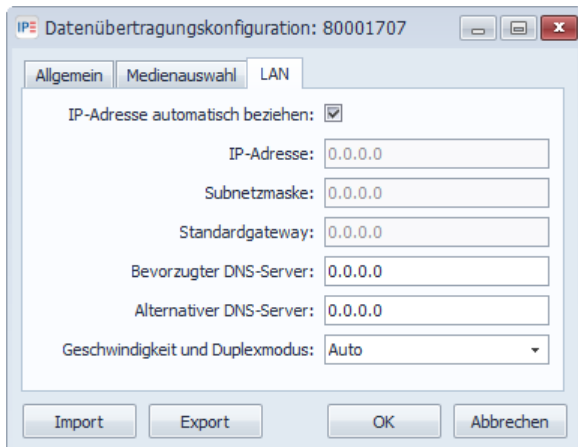 IPE Datenübertragungskonfiguration: 80001707
Allgemein Medienauswahl LAN
IP-Adresse automatisch beziehen:
IP-Adresse: 0.0.0.0
Subnetzmaske: 0.0.0.0
Standardgateway: 0.0.0.0
Bevorzugter DNS-Server: 0.0.0.0
Alternativer DNS-Server: 0.0.0.0
Geschwindigkeit und Duplexmodus: Auto
Import Export OK Abbrechen